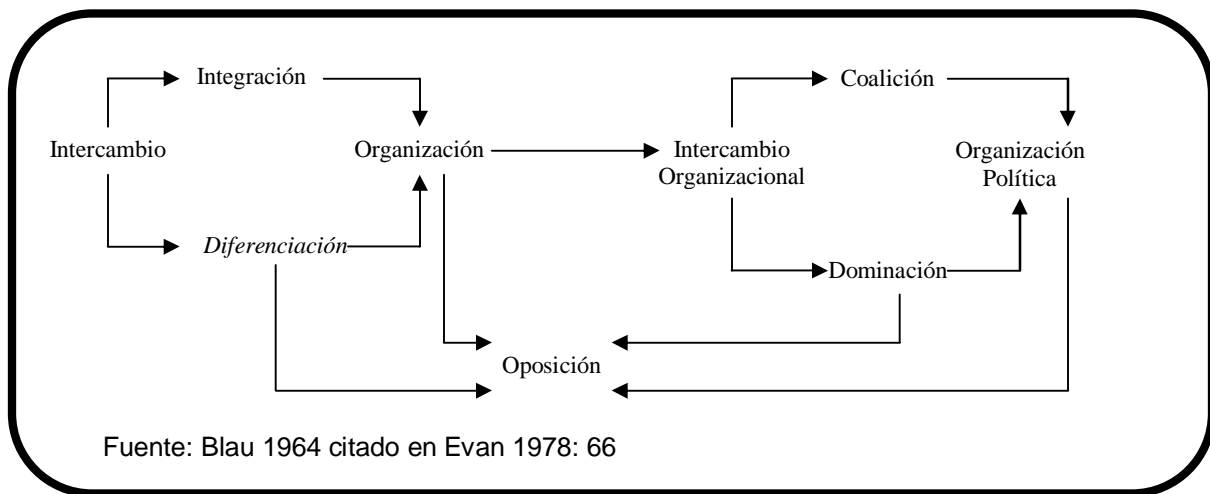 Integración
Coalición
Intercambio
Organización
Intercambio
Organizacional
Organización
Política
Diferenciación
Dominación
Oposición
Fuente: Blau 1964 citado en Evan 1978: 66